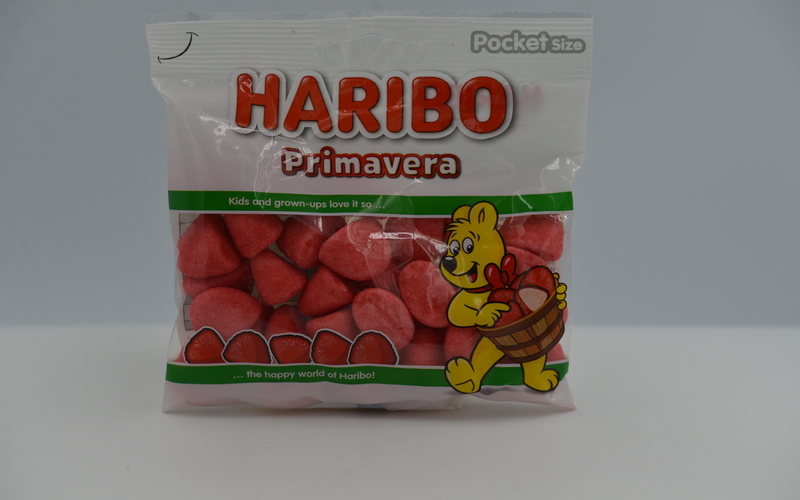 Pocket Size
HARIBO
Primavera
Kids and grown-ups love it so ...
... the happy world of Haribo!